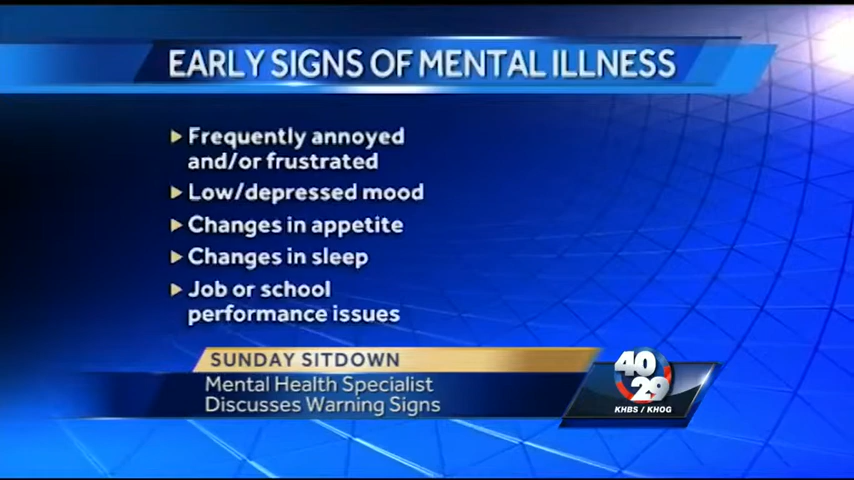 EARLY SIGNS OF MENTAL ILLNESS
Frequently annoyed
and/or frustrated
Low/depressed mood
Changes in appetite
Changes in sleep
Job or school
performance issues
SUNDAY SITDOWN
Mental Health Specialist
Discusses Warning Signs
40
29
KHBS / KHOG